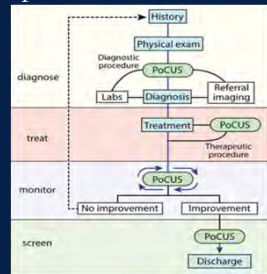 History
Physical exam
Diagnostic
procedure
PoCUS
diagnose
Labs
Diagnosis
Referral
imaging
Treatment
PoCUS
treat
Therapeutic
procedure
PoCUS
monitor
No improvement
Improvement
PoCUS
screen
Discharge